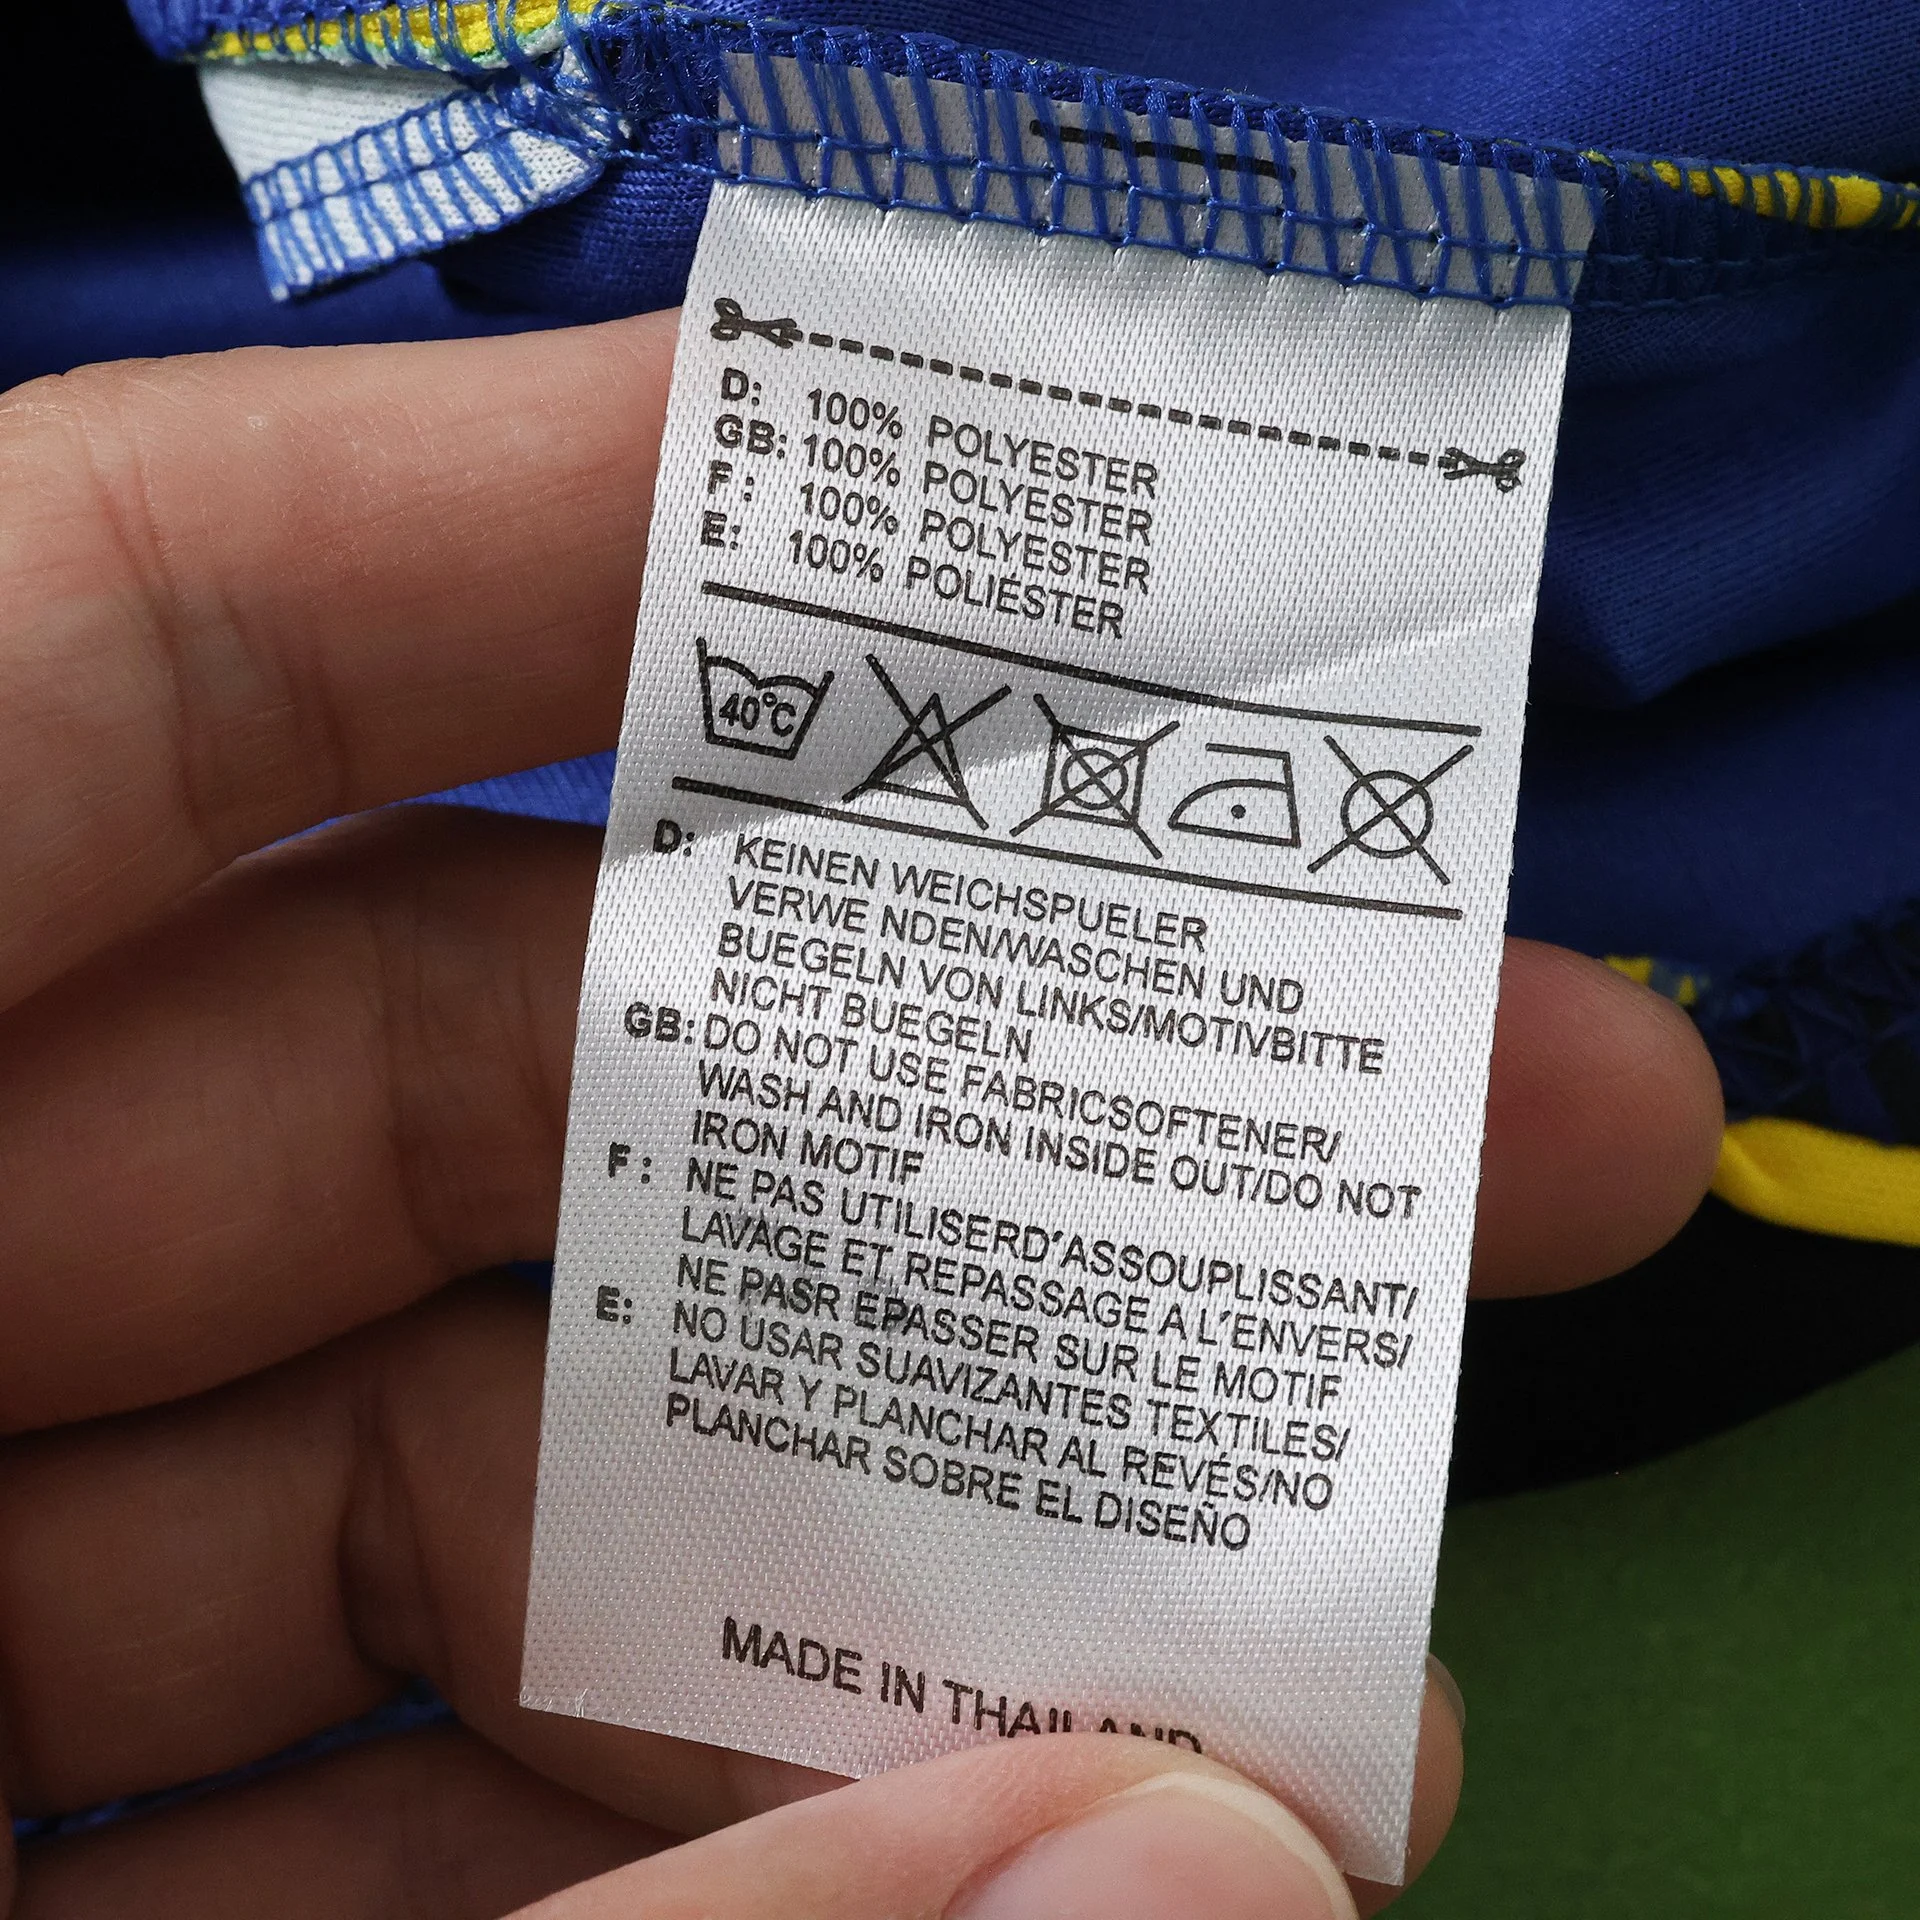 D: 100% POLYESTER
GB: 100% POLYESTER
F: 100% POLYESTER
E: 100% POLIÉSTER
40°C
D: KEINEN WEICHSPUELER
VERWE NDEN/WASCHEN UND
BUEGELN VON LINKS/MOTIVBITTE
NICHT BUEGELN
GB: DO NOT USE FABRICSOFTENER/
WASH AND IRON INSIDE OUT/DO NOT
IRON MOTIF
F: NE PAS UTILISERD'ASSOUPLISSANT/
LAVAGE ET REPASSAGE A L'ENVERS/
NE PASR EPASSER SUR LE MOTIF
E: NO USAR SUAVIZANTES TEXTILES/
LAVAR Y PLANCHAR AL REVÉS/NO
PLANCHAR SOBRE EL DISEÑO
MADE IN THAILAND